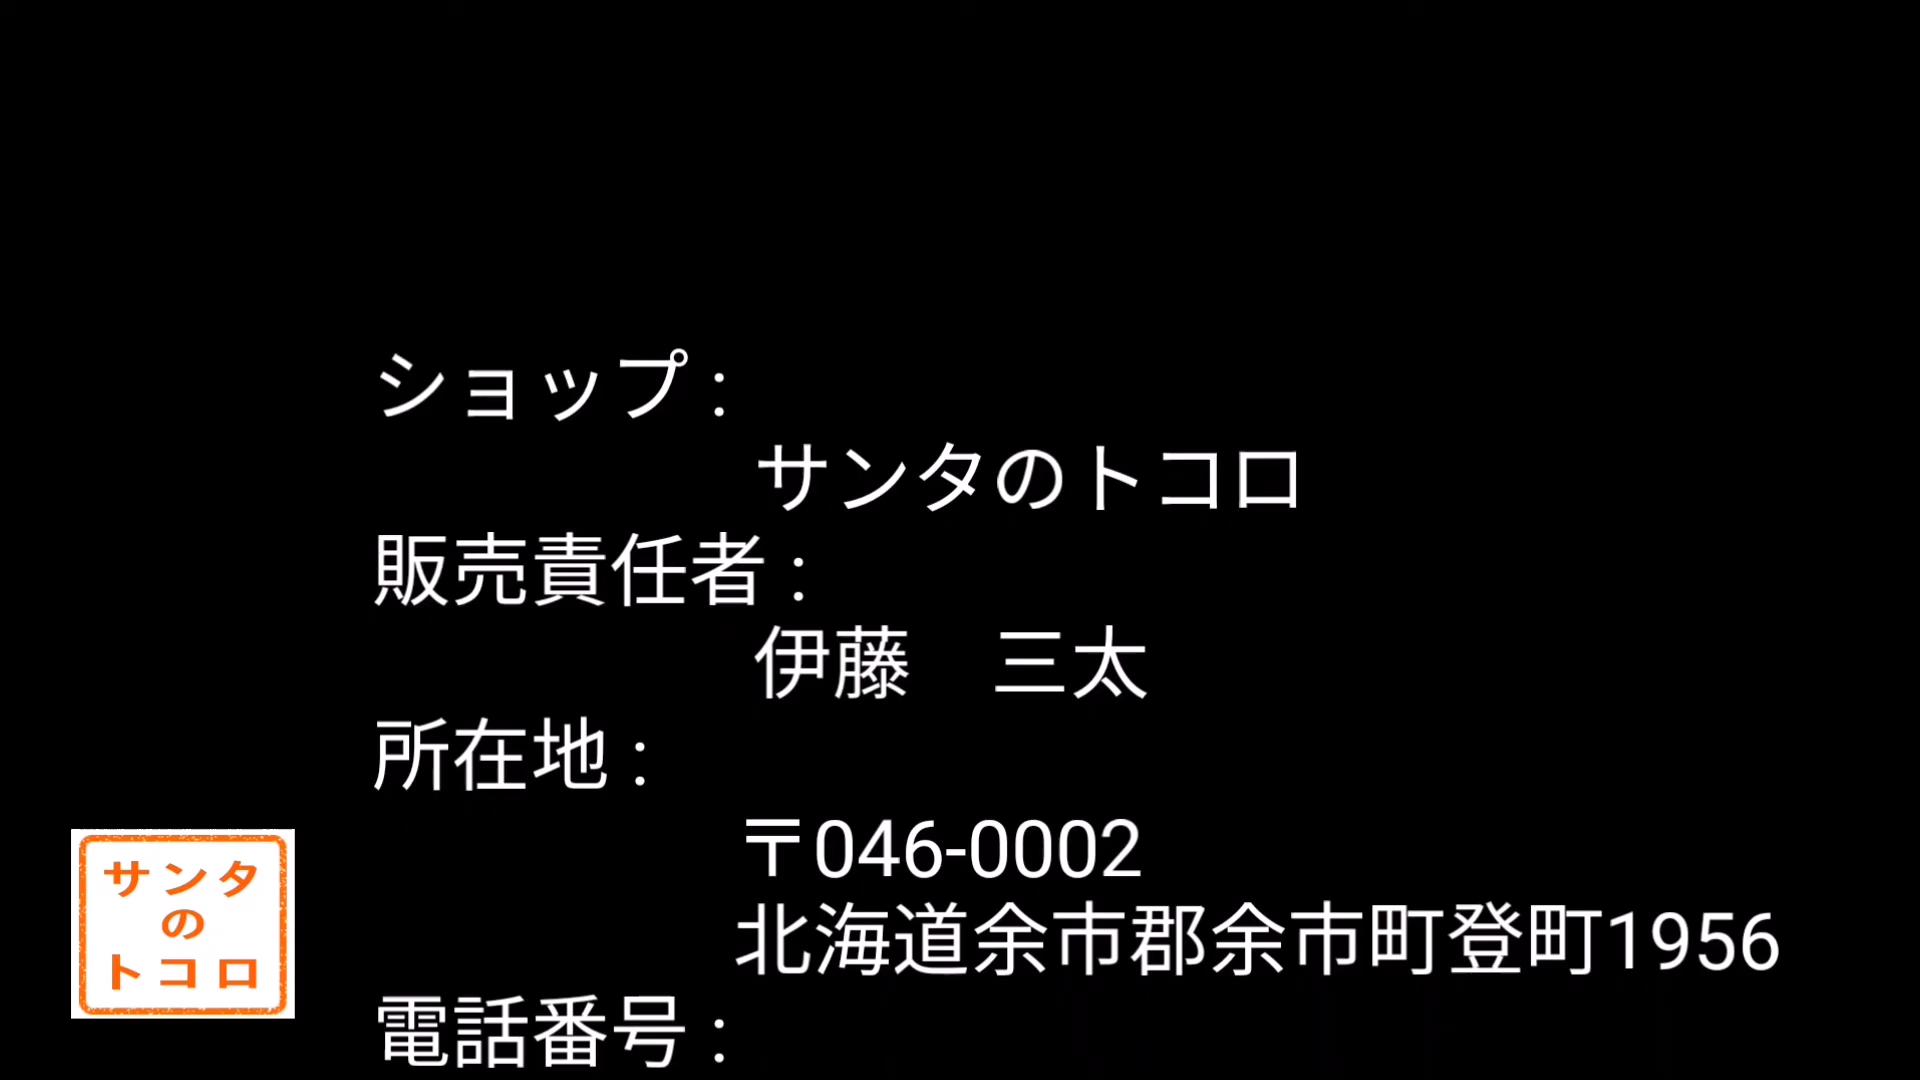 ショップ：
サンタのトコロ
販売責任者：
伊藤　三太
所在地：
〒046-0002
北海道余市郡余市町登町1956
電話番号：
サンタ
の
トコロ